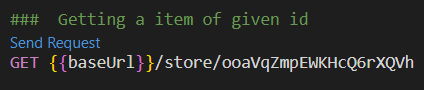 ###  Getting a item of given id
Send Request
GET {{baseUrl}}/store/ooaVqZmpEWKHcQ6rXQVh